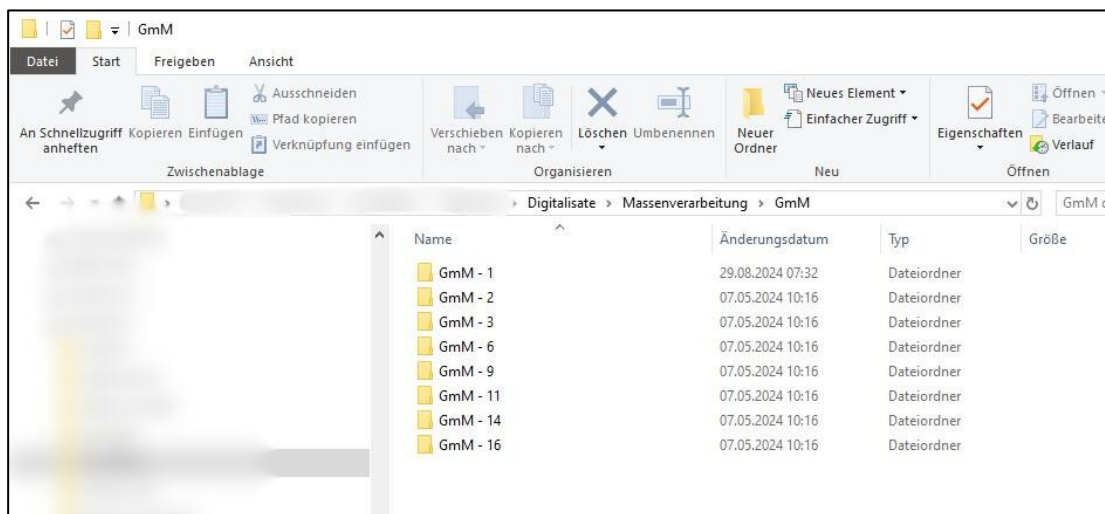 GmM
Datei Start Freigeben Ansicht
An Schnellzugriff anheften
Kopieren
Einfügen
Ausschneiden
Pfad kopieren
Verknüpfung einfügen
Zwischenablage
Verschieben nach
Kopieren nach
Löschen
Umbenennen
Organisieren
Neuer Ordner
Neues Element
Einfacher Zugriff
Neu
Eigenschaften
Öffnen
Bearbeite
Verlauf
Öffnen
Digitalisate › Massenverarbeitung › GmM
GmM
Name Änderungsdatum Typ Größe
GmM - 1 29.08.2024 07:32 Dateiordner
GmM - 2 07.05.2024 10:16 Dateiordner
GmM - 3 07.05.2024 10:16 Dateiordner
GmM - 6 07.05.2024 10:16 Dateiordner
GmM - 9 07.05.2024 10:16 Dateiordner
GmM - 11 07.05.2024 10:16 Dateiordner
GmM - 14 07.05.2024 10:16 Dateiordner
GmM - 16 07.05.2024 10:16 Dateiordner